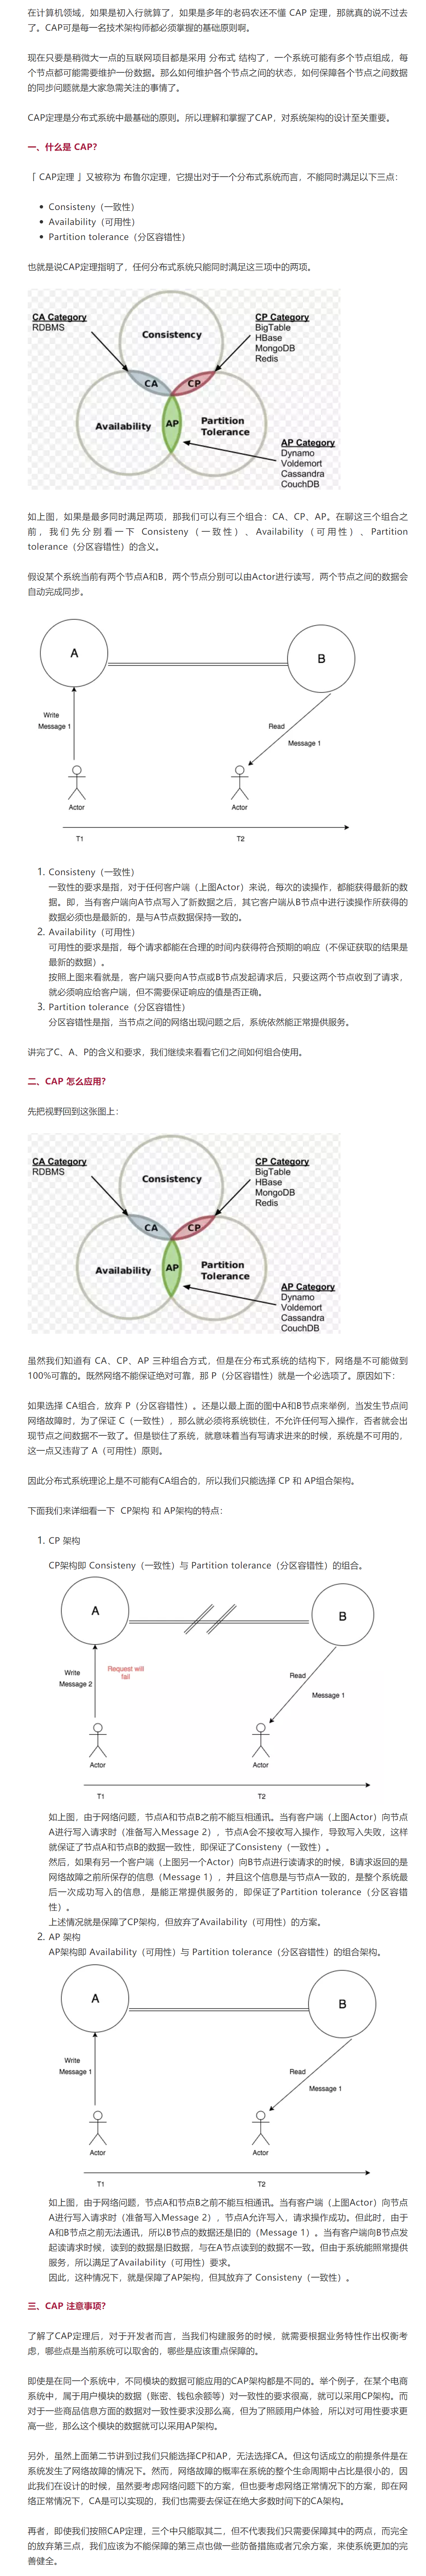 在计算机领域，如果是初入行就算了，如果是多年的老码农还不懂 CAP 定理，那就真的说不过去
了。CAP可是每一名技术架构师都必须掌握的基础原则啊。
现在只要是稍微大一点的互联网项目都是采用 分布式 结构了，一个系统可能有多个节点组成，每
个节点都可能需要维护一份数据。那么如何维护各个节点之间的状态，如何保障各个节点之间数据
的同步问题就是大家急需关注的事情了。
CAP定理是分布式系统中最基础的原则。所以理解和掌握了CAP，对系统架构的设计至关重要。
一、什么是 CAP？
「 CAP定理 」又被称为 布鲁尔定理，它提出对于一个分布式系统而言，不能同时满足以下三点：
• Consisteny（一致性）
• Availability（可用性）
• Partition tolerance（分区容错性）
也就是说CAP定理指明了，任何分布式系统只能同时满足这三项中的两项。
CA Category
RDBMS
Consistency
CP Category
BigTable
HBase
MongoDB
Redis
CA
CP
Availability
AP
Partition
Tolerance
AP Category
Dynamo
Voldemort
Cassandra
CouchDB
如上图，如果是最多同时满足两项，那我们可以有三个组合：CA、CP、AP。在聊这三个组合之
前，我们先分别看一下 Consisteny（一致性）、Availability（可用性）、Partition
tolerance（分区容错性）的含义。
假设某个系统当前有两个节点A和B，两个节点分别可以由Actor进行读写，两个节点之间的数据会
自动完成同步。
A
B
Write
Message 1
Read
Message 1
Actor
Actor
T1
T2
1. Consisteny（一致性）
一致性的要求是指，对于任何客户端（上图Actor）来说，每次的读操作，都能获得最新的数
据。即，当有客户端向A节点写入了新数据之后，其它客户端从B节点中进行读操作所获得的
数据必须也是最新的，是与A节点数据保持一致的。
2. Availability（可用性）
可用性的要求是指，每个请求都能在合理的时间内获得符合预期的响应（不保证获取的结果是
最新的数据）。
按照上图来看就是，客户端只要向A节点或B节点发起请求后，只要这两个节点收到了请求，
就必须响应给客户端，但不需要保证响应的值是否正确。
3. Partition tolerance（分区容错性）
分区容错性是指，当节点之间的网络出现问题之后，系统依然能正常提供服务。
讲完了C、A、P的含义和要求，我们继续来看看它们之间如何组合使用。
二、CAP 怎么应用？
先把视野回到这张图上：
CA Category
RDBMS
Consistency
CP Category
BigTable
HBase
MongoDB
Redis
CA
CP
Availability
AP
Partition
Tolerance
AP Category
Dynamo
Voldemort
Cassandra
CouchDB
虽然我们知道有 CA、CP、AP 三种组合方式，但是在分布式系统的结构下，网络是不可能做到
100%可靠的。既然网络不能保证绝对可靠，那 P（分区容错性）就是一个必选项了。原因如下：
如果选择 CA组合，放弃 P（分区容错性）。还是以最上面的图中A和B节点来举例，当发生节点间
网络故障时，为了保证 C（一致性），那么就必须将系统锁住，不允许任何写入操作，否者就会出
现节点之间数据不一致了。但是锁住了系统，就意味着当有写请求进来的时候，系统是不可用的，
这一点又违背了 A（可用性）原则。
因此分布式系统理论上是不可能有CA组合的，所以我们只能选择 CP 和 AP组合架构。
下面我们来详细看一下 CP架构 和 AP架构的特点：
1. CP 架构
CP架构即 Consisteny（一致性）与 Partition tolerance（分区容错性）的组合。
A
B
Write
Message 2
Request will
fail
Read
Message 1
Actor
Actor
T1
T2
如上图，由于网络问题，节点A和节点B之前不能互相通讯。当有客户端（上图Actor）向节点
A进行写入请求时（准备写入Message 2），节点A会不接收写入操作，导致写入失败，这样
就保证了节点A和节点B的数据一致性，即保证了Consisteny（一致性）。
然后，如果有另一个客户端（上图另一个Actor）向B节点进行读请求的时候，B请求返回的是
网络故障之前所保存的信息（Message 1），并且这个信息是与节点A一致的，是整个系统最
后一次成功写入的信息，是能正常提供服务的，即保证了Partition tolerance（分区容错
性）。
上述情况就是保障了CP架构，但放弃了Availability（可用性）的方案。
2. AP 架构
AP架构即 Availability（可用性）与 Partition tolerance（分区容错性）的组合架构。
A
B
Write
Message 1
Read
Message 1
Actor
Actor
T1
T2
如上图，由于网络问题，节点A和节点B之前不能互相通讯。当有客户端（上图Actor）向节点
A进行写入请求时（准备写入Message 2），节点A允许写入，请求操作成功。但此时，由于
A和B节点之前无法通讯，所以B节点的数据还是旧的（Message 1）。当有客户端向B节点发
起读请求时候，读到的数据是旧数据，与在A节点读到的数据不一致。但由于系统能照常提供
服务，所以满足了Availability（可用性）要求。
因此，这种情况下，就是保障了AP架构，但其放弃了 Consisteny（一致性）。
三、CAP 注意事项？
了解了CAP定理后，对于开发者而言，当我们构建服务的时候，就需要根据业务特性作出权衡考
虑，哪些点是当前系统可以取舍的，哪些是应该重点保障的。
即使是在同一个系统中，不同模块的数据可能应用的CAP架构都是不同的。举个例子，在某个电商
系统中，属于用户模块的数据（账密、钱包余额等）对一致性的要求很高，就可以采用CP架构。而
对于一些商品信息方面的数据对一致性要求没那么高，但为了照顾用户体验，所以对可用性要求更
高一些，那么这个模块的数据就可以采用AP架构。
另外，虽然上面第二节讲到过我们只能选择CP和AP，无法选择CA。但这句话成立的前提条件是在
系统发生了网络故障的情况下。然而，网络故障的概率在系统的整个生命周期中占比是很小的，因
此我们在设计的时候，虽然要考虑网络问题下的方案，但也要考虑网络正常情况下的方案，即在网
络正常情况下，CA是可以实现的，我们也需要去保证在绝大多数时间下的CA架构。
再者，即使我们按照CAP定理，三个中只能取其二，但不代表我们只需要保障其中的两点，而完全
的放弃第三点，我们应该为不能保障的第三点也做一些防备措施或者冗余方案，来使系统更加的完
善健全。